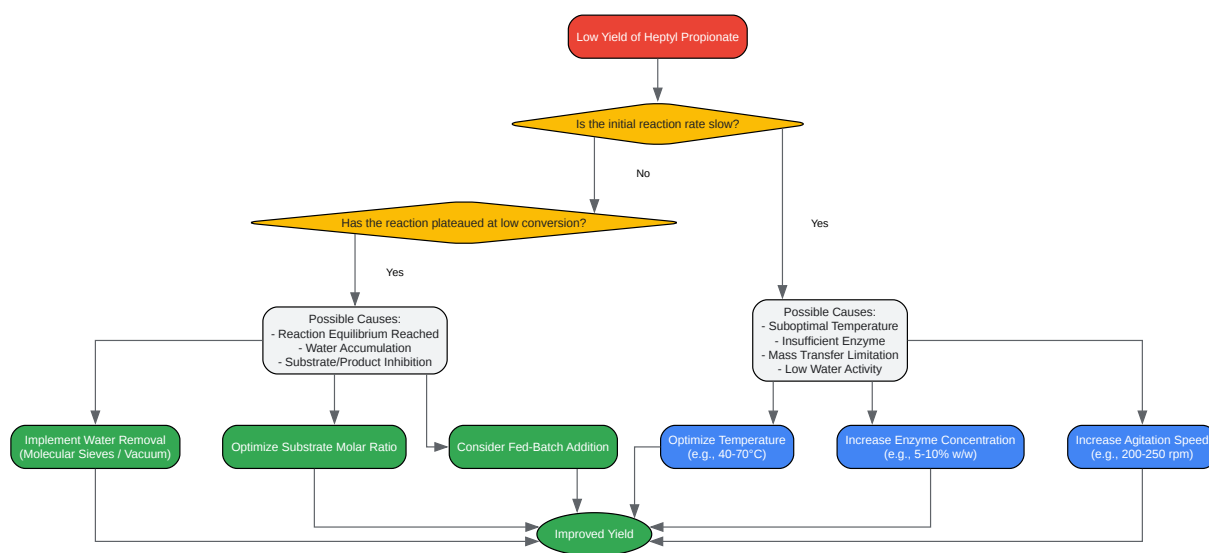 Low Yield of Heptyl Propionate
Is the initial reaction rate slow?
No
Has the reaction plateaued at low conversion?
Yes
Yes
Possible Causes:
- Reaction Equilibrium Reached
- Water Accumulation
- Substrate/Product Inhibition
Possible Causes:
- Suboptimal Temperature
- Insufficient Enzyme
- Mass Transfer Limitation
- Low Water Activity
Implement Water Removal
(Molecular Sieves / Vacuum)
Optimize Substrate Molar Ratio
Consider Fed-Batch Addition
Optimize Temperature
(e.g., 40-70°C)
Increase Enzyme Concentration
(e.g., 5-10% w/w)
Increase Agitation Speed
(e.g., 200-250 rpm)
Improved Yield